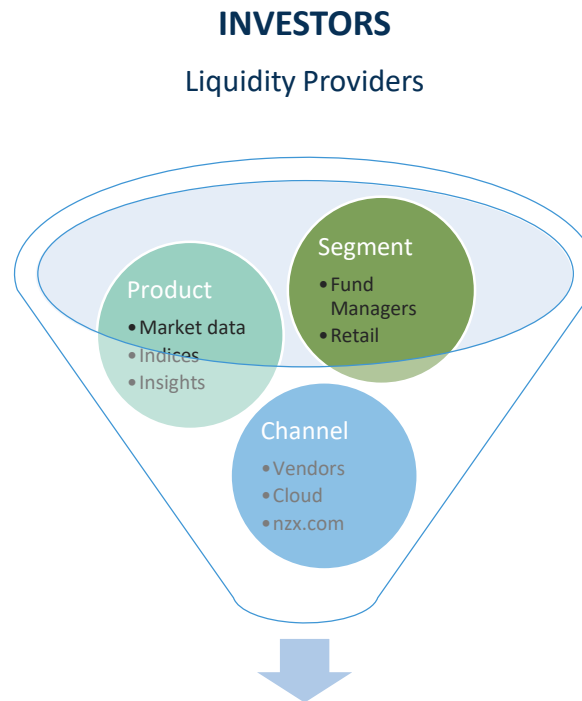 INVESTORS
Liquidity Providers
Segment
•Fund
Managers
•Retail
Product
•Market data
•Indices
•Insights
Channel
•Vendors
•Cloud
•nzx.com